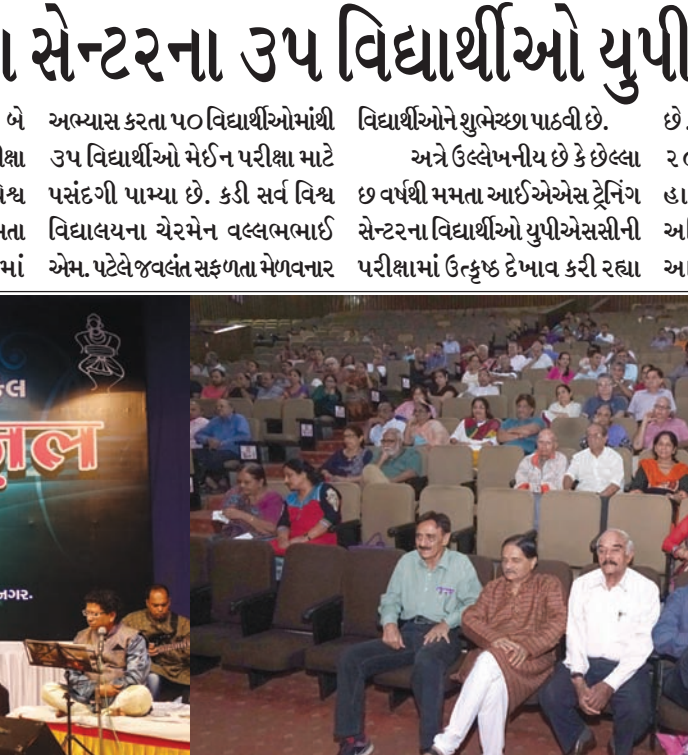 સેન્ટરના ૩૫ વિદ્યાર્થીઓ યુપી
બે
વિશ્વ
માં
અભ્યાસ કરતા ૫૦ વિદ્યાર્થીઓમાંથી
૩૫ વિદ્યાર્થીઓ મેઈન પરીક્ષા માટે
પસંદગી પામ્યા છે. કડી સર્વ વિશ્વ
વિદ્યાલયના ચેરમેન વલ્લભભાઈ
એમ. પટેલે જવલંત સફળતા મેળવનાર
વિદ્યાર્થીઓને શુભેચ્છા પાઠવી છે.
અત્રે ઉલ્લેખનીય છે કે છેલ્લા
છ વર્ષથી મમતા આઈએએસ ટ્રેનિંગ
સેન્ટરના વિદ્યાર્થીઓ યુપીએસસીની
પરીક્ષામાં ઉત્કૃષ્ઠ દેખાવ કરી રહ્યા
છે.
હા
આ